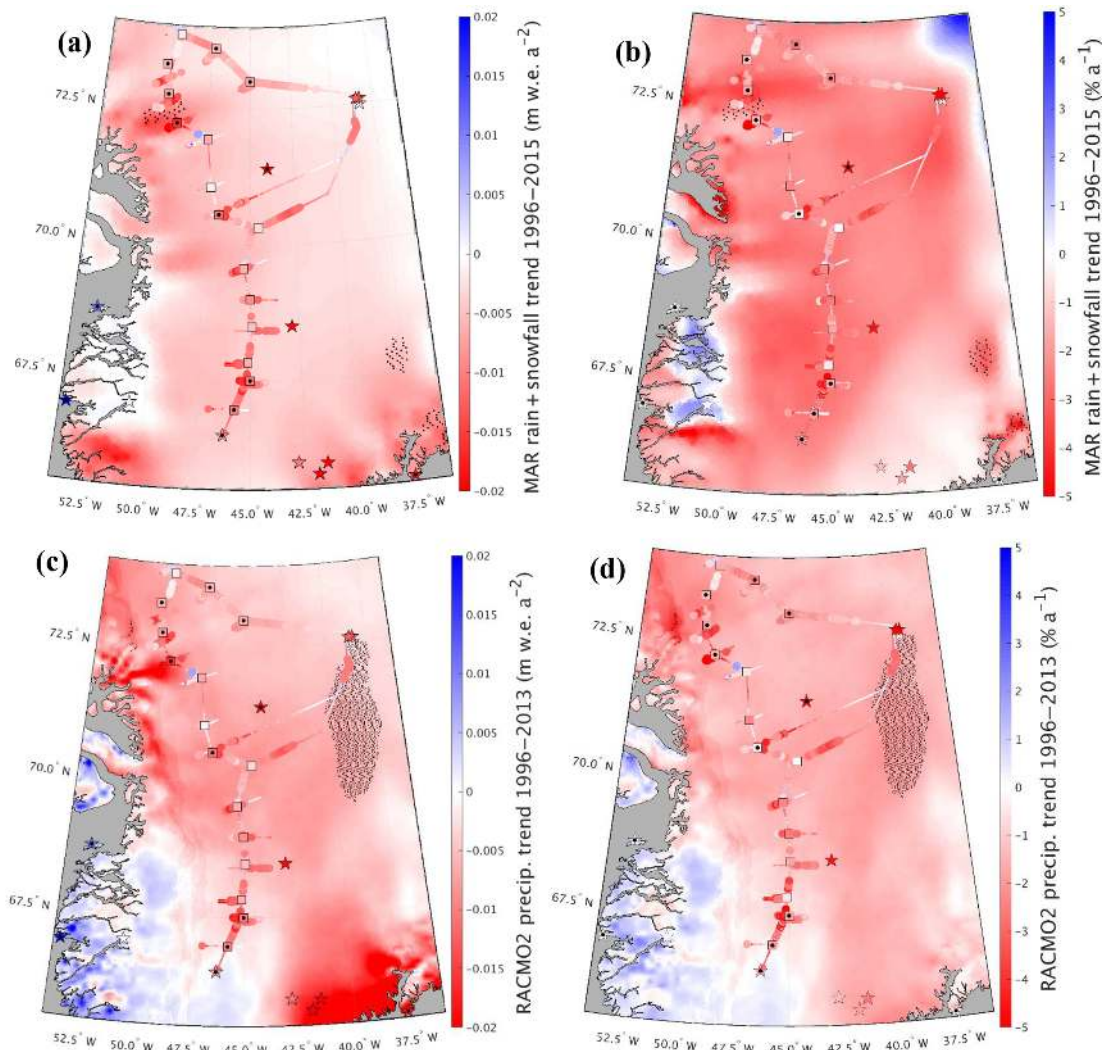 (a)
72.5° N
70.0° N
67.5° N
52.5° W
50.0° W
47.5° W
45.0° W
42.5° W
40.0° W
37.5° W
0.02
0.015
0.01
0.005
0
−0.005
−0.01
−0.015
−0.02
MAR rain+snowfall trend 1996−2015 (m w.e. a−2)
(b)
72.5° N
70.0° N
67.5° N
52.5° W
50.0° W
47.5° W
45.0° W
42.5° W
40.0° W
37.5° W
5
4
3
2
1
0
−1
−2
−3
−4
−5
MAR rain+snowfall trend 1996−2015 (% a−1)
(c)
72.5° N
70.0° N
67.5° N
52.5° W
50.0° W
47.5° W
45.0° W
42.5° W
40.0° W
37.5° W
0.02
0.015
0.01
0.005
0
−0.005
−0.01
−0.015
−0.02
RACMO2 precip. trend 1996−2013 (m w.e. a−2)
(d)
72.5° N
70.0° N
67.5° N
52.5° W
50.0° W
47.5° W
45.0° W
42.5° W
40.0° W
37.5° W
5
4
3
2
1
0
−1
−2
−3
−4
−5
RACMO2 precip. trend 1996−2013 (% a−1)